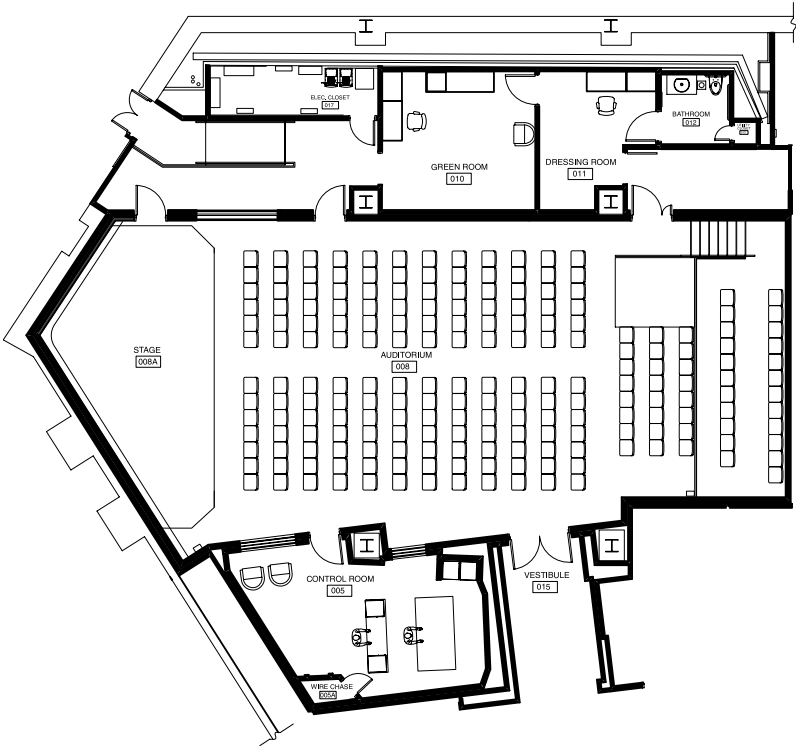 ELEC. CLOSET
017
BATHROOM
012
GREEN ROOM
010
DRESSING ROOM
011
STAGE
008A
AUDITORIUM
008
CONTROL ROOM
005
VESTIBULE
015
WIRE CHASE
005A